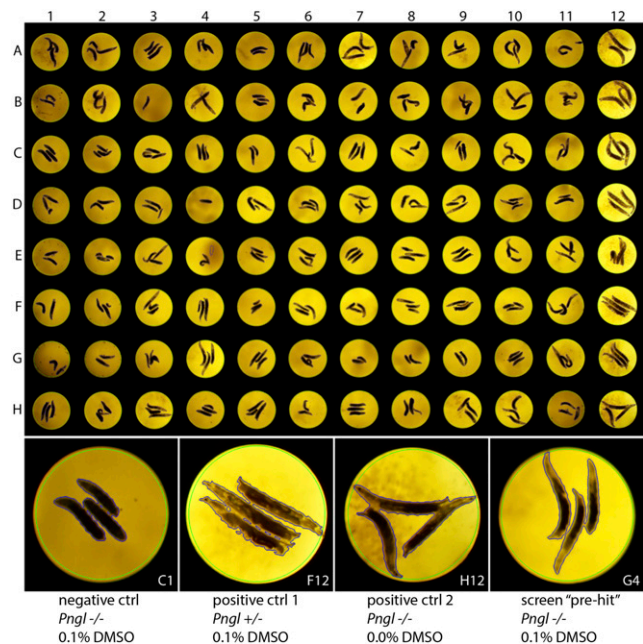 1 2 3 4 5 6 7 8 9 10 11 12
A
B
C
D
E
F
G
H
C1 F12 H12 G4
negative ctrl positive ctrl 1 positive ctrl 2 screen "pre-hit"
Pngl -/- Pngl +/- Pngl -/- Pngl -/-
0.1% DMSO 0.1% DMSO 0.0% DMSO 0.1% DMSO